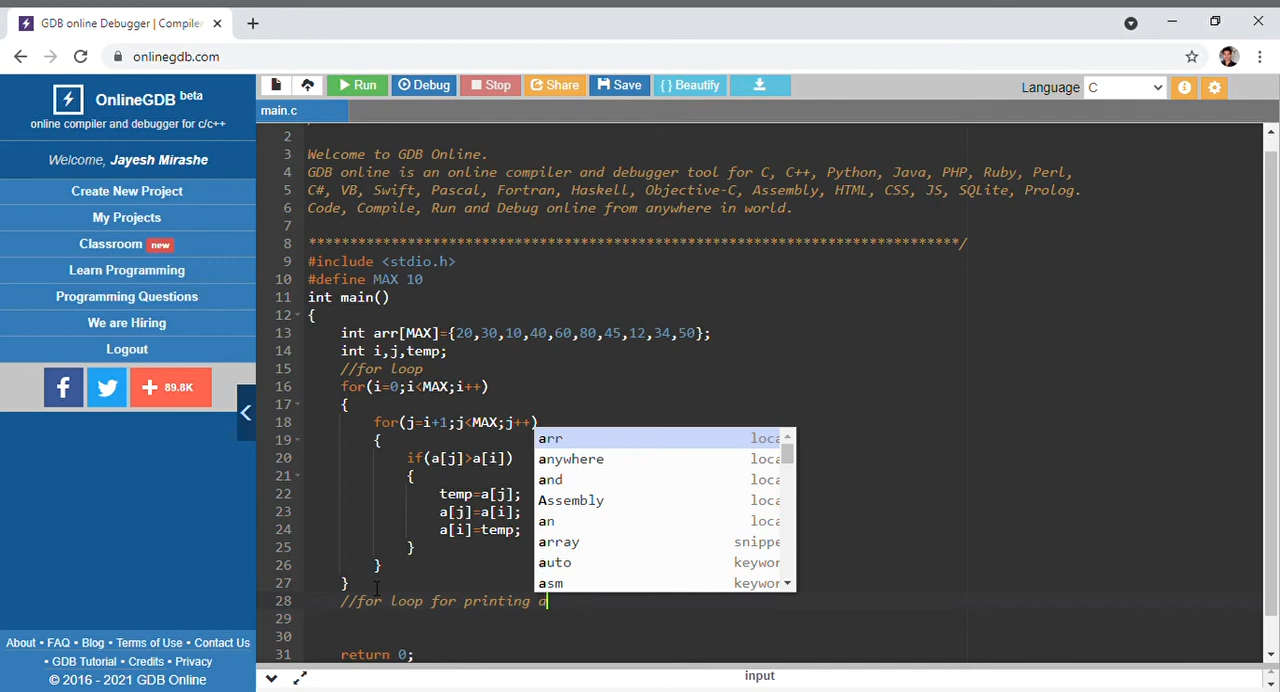 GDB online Debugger | Compiler
onlinegdb.com
OnlineGDB beta
online compiler and debugger for c/c++
Welcome, Jayesh Mirashe
Create New Project
My Projects
Classroom new
Learn Programming
Programming Questions
We are Hiring
Logout
f
+ 89.8K
About • FAQ • Blog • Terms of Use • Contact Us
• GDB Tutorial • Credits • Privacy
© 2016 - 2021 GDB Online
Run Debug Stop Share Save { } Beautify
Language C
main.c
2
3 Welcome to GDB Online.
4 GDB online is an online compiler and debugger tool for C, C++, Python, Java, PHP, Ruby, Perl,
5 C#, VB, Swift, Pascal, Fortran, Haskell, Objective-C, Assembly, HTML, CSS, JS, SQLite, Prolog.
6 Code, Compile, Run and Debug online from anywhere in world.
7
8 *******************************************************************************/
9 #include <stdio.h>
10 #define MAX 10
11 int main()
12 {
13 int arr[MAX]={20,30,10,40,60,80,45,12,34,50};
14 int i,j,temp;
15 //for loop
16 for(i=0;i<MAX;i++)
17 {
18 for(j=i+1;j<MAX;j++)
19 {
20 if(a[j]>a[i])
21 {
22 temp=a[j];
23 a[j]=a[i];
24 a[i]=temp;
25 }
26 }
27 }
28 //for loop for printing a
29
30
31 return 0;
arr loca
anywhere loca
and loca
Assembly loca
an loca
array snippe
auto keywor
asm keywor
input